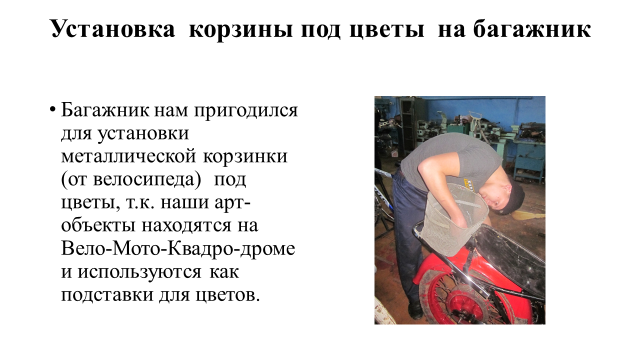 Установка корзины под цветы на багажник
• Багажник нам пригодился
для установки
металлической корзинки
(от велосипеда) под
цветы, т.к. наши арт-
объекты находятся на
Вело-Мото-Квадро-дроме
и используются как
подставки для цветов.